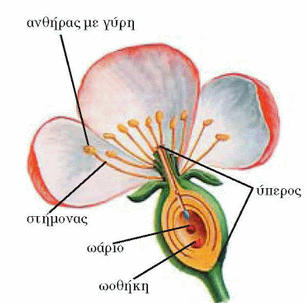 ανθήρας με γύρη
ύπερος
στήμονας
ωάριο
ωοθήκη